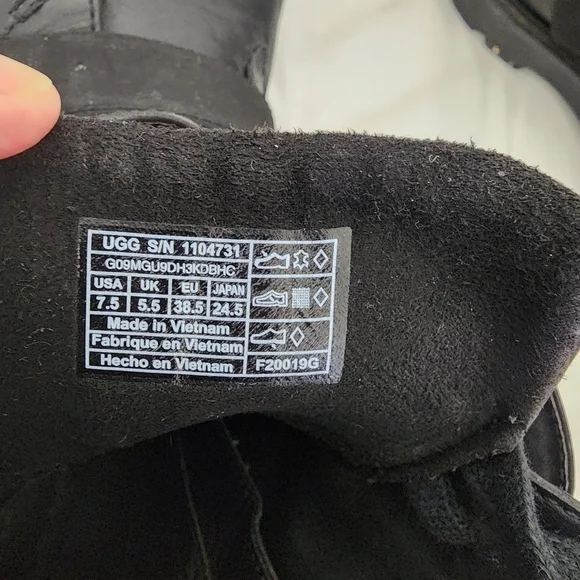 UGG S/N 1104731
G09MGU9DH3KDBHC
USA UK EU JAPAN
7.5 5.5 38.5 24.5
Made in Vietnam
Fabrique en Vietnam
Hecho en Vietnam F20019G